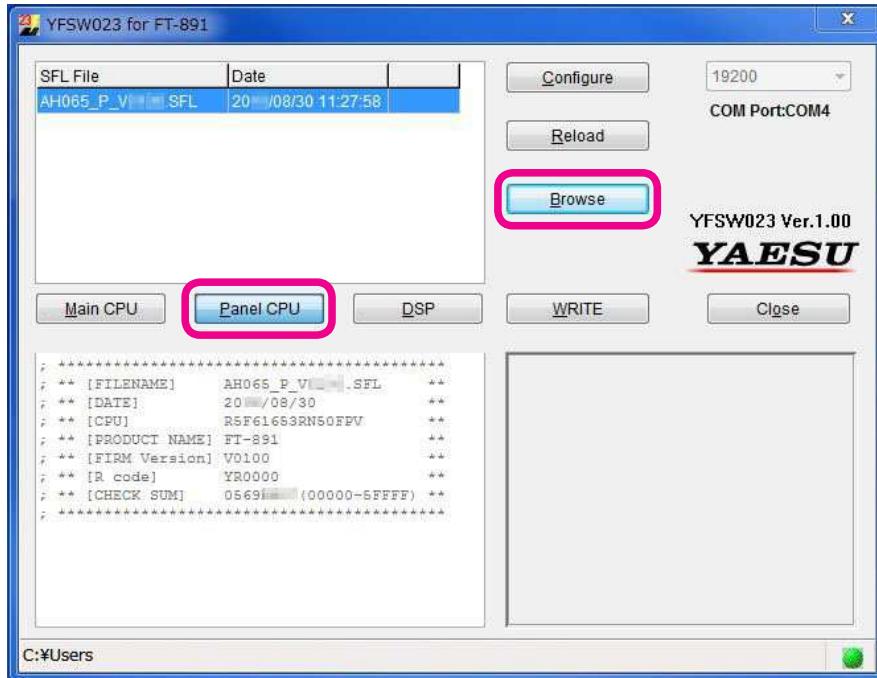 YFSW023 for FT-891
SFL File Date
AH065_P_V .SFL 20 /08/30 11:27:58
Configure
19200
COM Port:COM4
Reload
Browse
YFSW023 Ver.1.00
YAESU
Main CPU Panel CPU DSP WRITE Close
; ******************************************
; ** [FILENAME] AH065_P_V .SFL **
; ** [DATE] 20 /08/30 **
; ** [CPU] R5F61653RN50FPV **
; ** [PRODUCT NAME] FT-891 **
; ** [FIRM Version] V0100 **
; ** [R code] YR0000 **
; ** [CHECK SUM] 0569 (00000-5FFFF) **
; ******************************************
C:¥Users